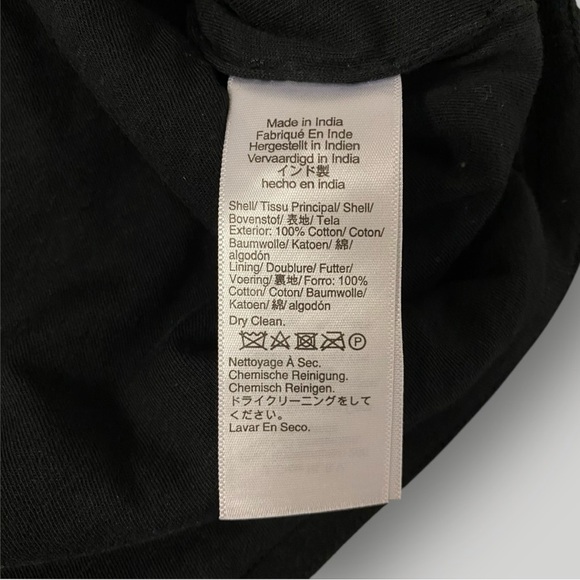 Made in India
Fabriqué En Inde
Hergestellt in Indien
Vervaardigd in India
インド製
hecho en india
Shell/ Tissu Principal/ Shell/
Bovenstof/ 表地/ Tela
Exterior: 100% Cotton/ Coton/
Baumwolle/ Katoen/ 綿/
algodón
Lining/ Doublure/ Futter/
Voering/ 裏地/ Forro: 100%
Cotton/ Coton/ Baumwolle/
Katoen/ 綿/ algodón
Dry Clean.
P
Nettoyage À Sec.
Chemische Reinigung.
Chemisch Reinigen.
ドライクリーニングをして
ください。
Lavar En Seco.